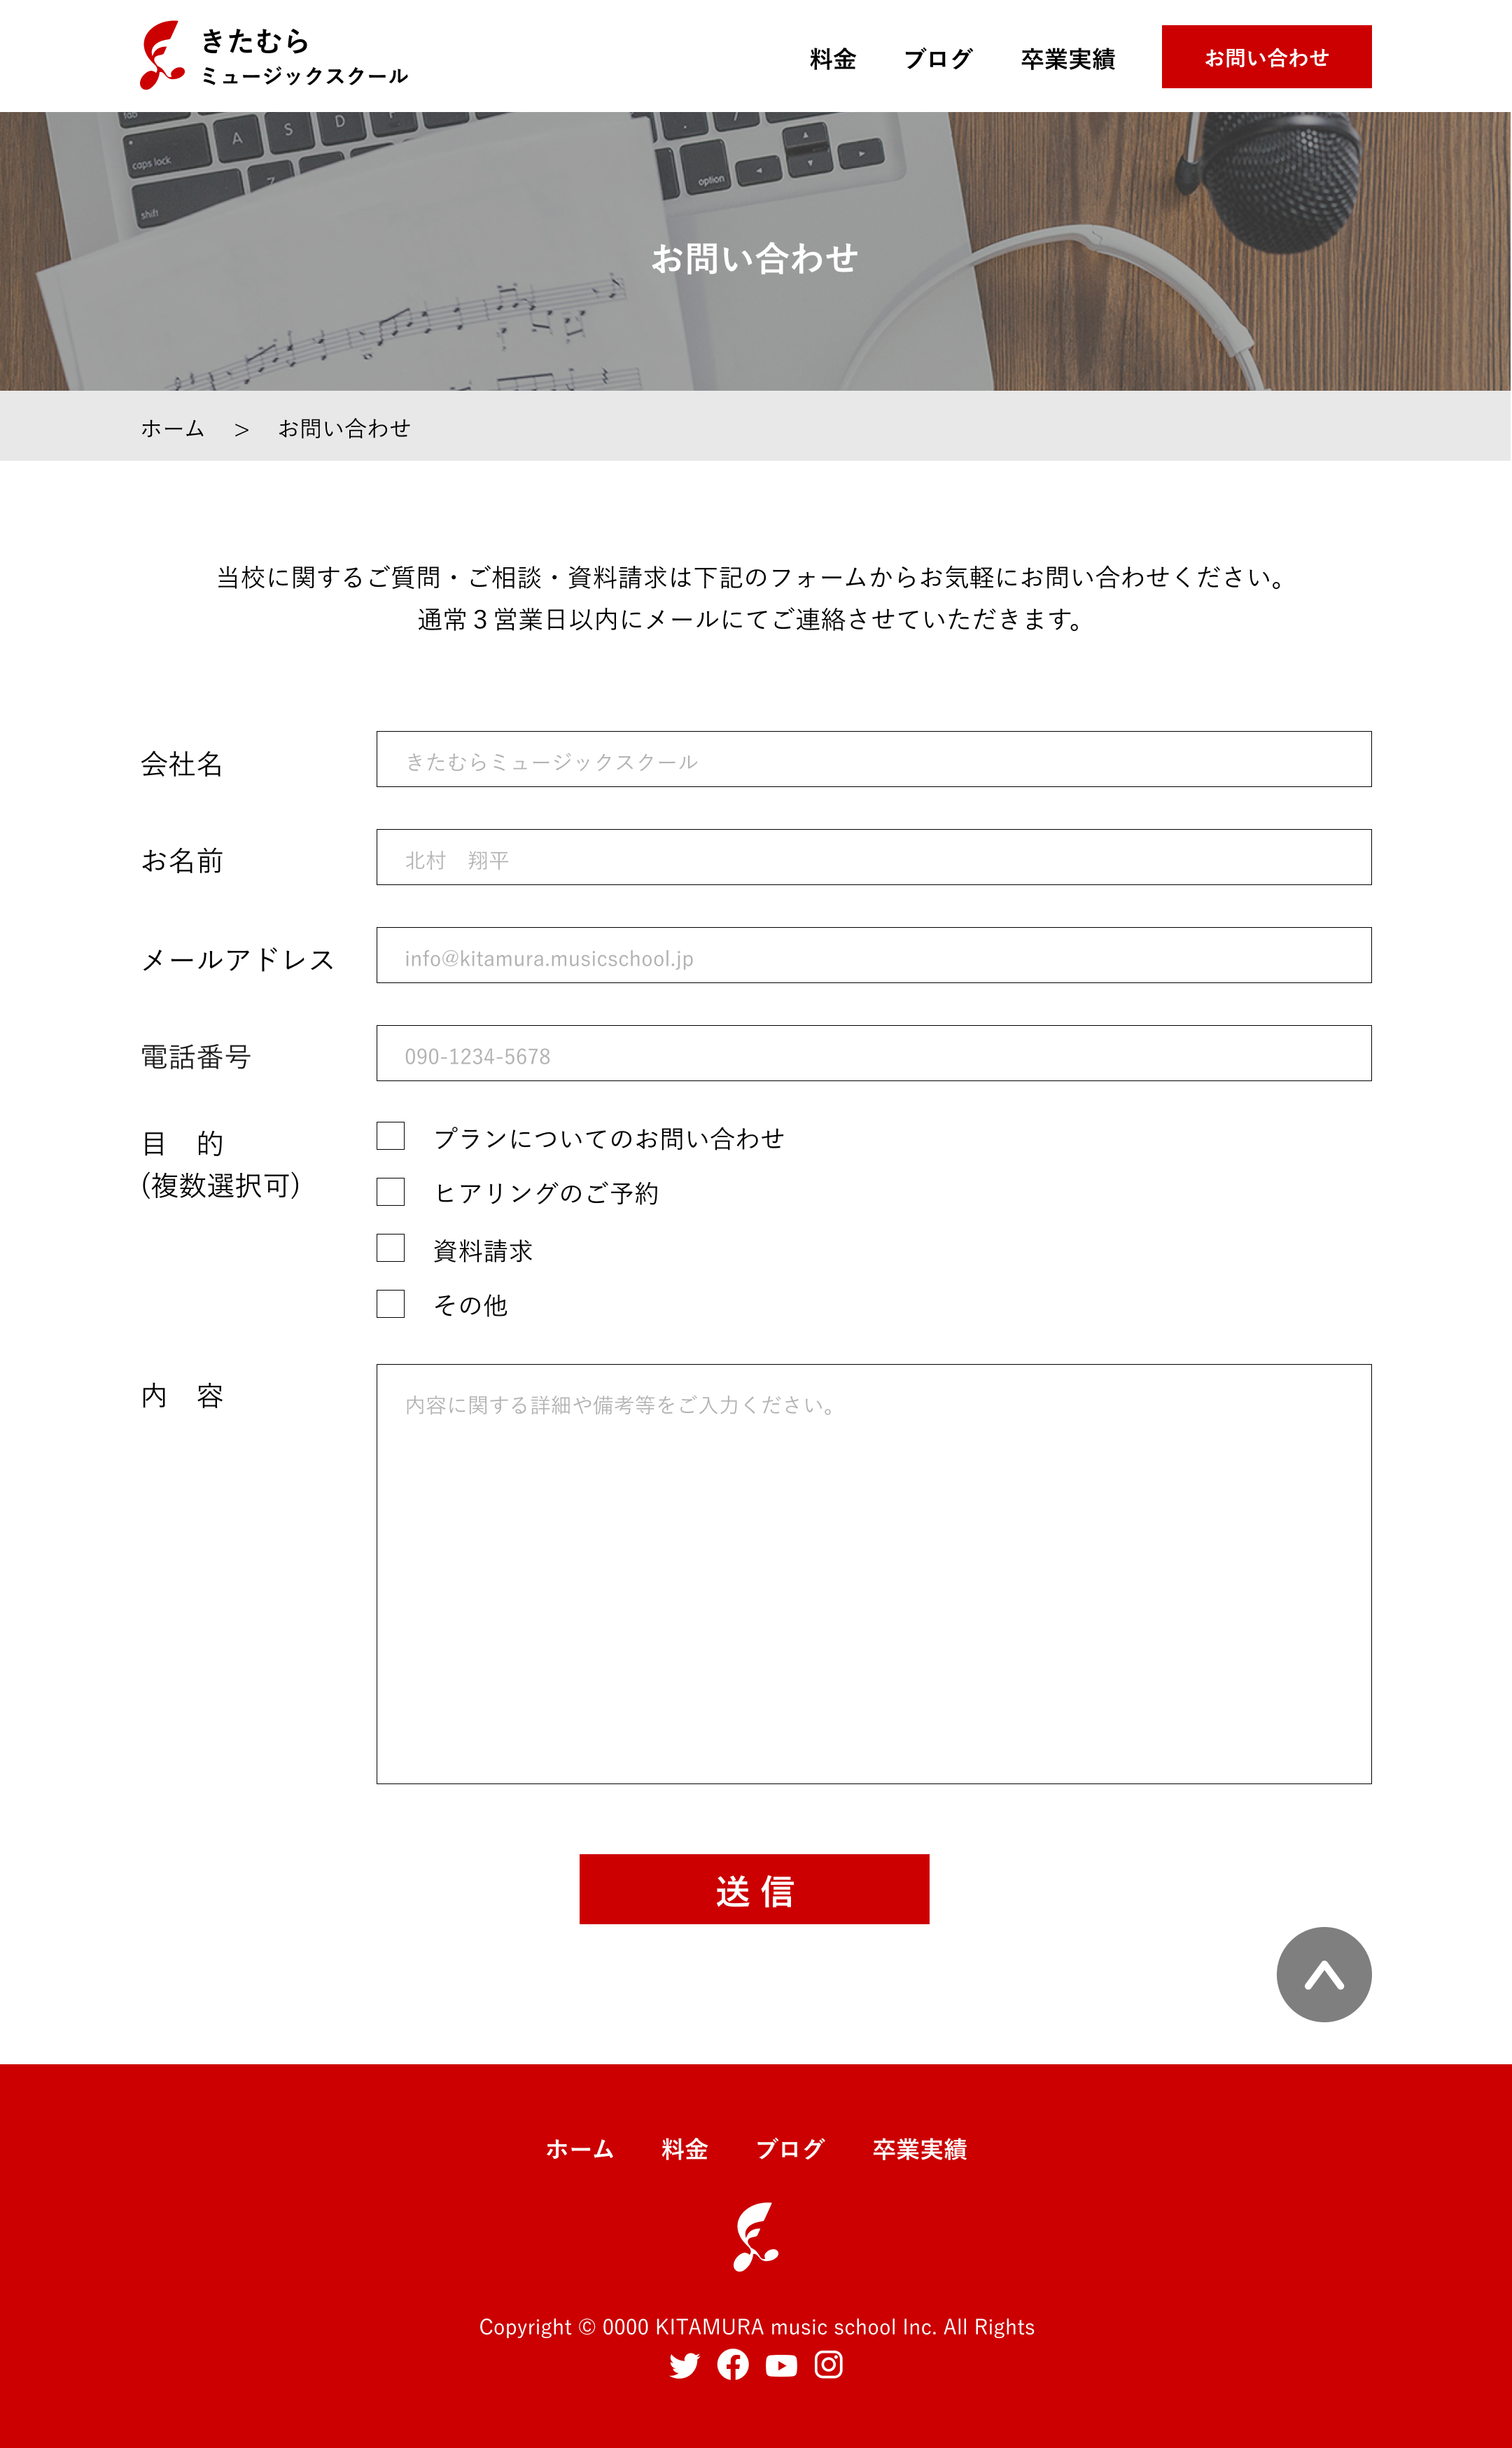 きたむら
ミュージックスクール
料金 ブログ 卒業実績 お問い合わせ
A S D
caps lock
Z
shift
option
お問い合わせ
ホーム > お問い合わせ
当校に関するご質問・ご相談・資料請求は下記のフォームからお気軽にお問い合わせください。
通常３営業日以内にメールにてご連絡させていただきます。
会社名 きたむらミュージックスクール
お名前 北村　翔平
メールアドレス info@kitamura.musicschool.jp
電話番号 090-1234-5678
目　的
(複数選択可)
プランについてのお問い合わせ
ヒアリングのご予約
資料請求
その他
内　容 内容に関する詳細や備考等をご入力ください。
送 信
ホーム 料金 ブログ 卒業実績
Copyright © 0000 KITAMURA music school Inc. All Rights